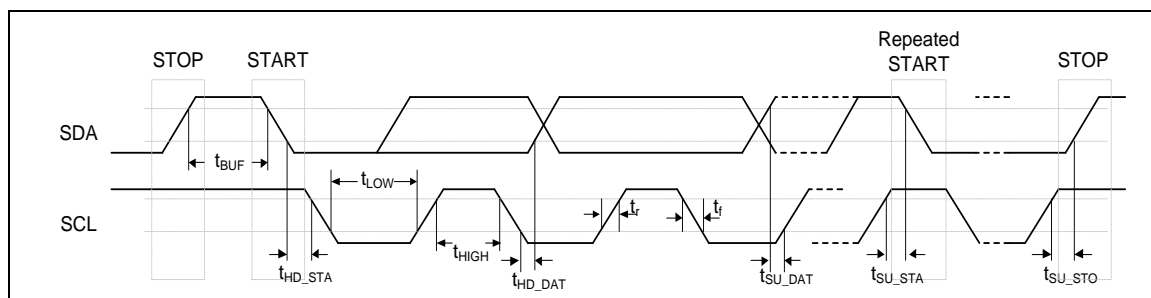 STOP
START
Repeated
START
STOP
SDA
tBUF
tLOW
SCL
tr
tf
tHIGH
tHD_STA
tHD_DAT
tSU_DAT
tSU_STA
tSU_STO